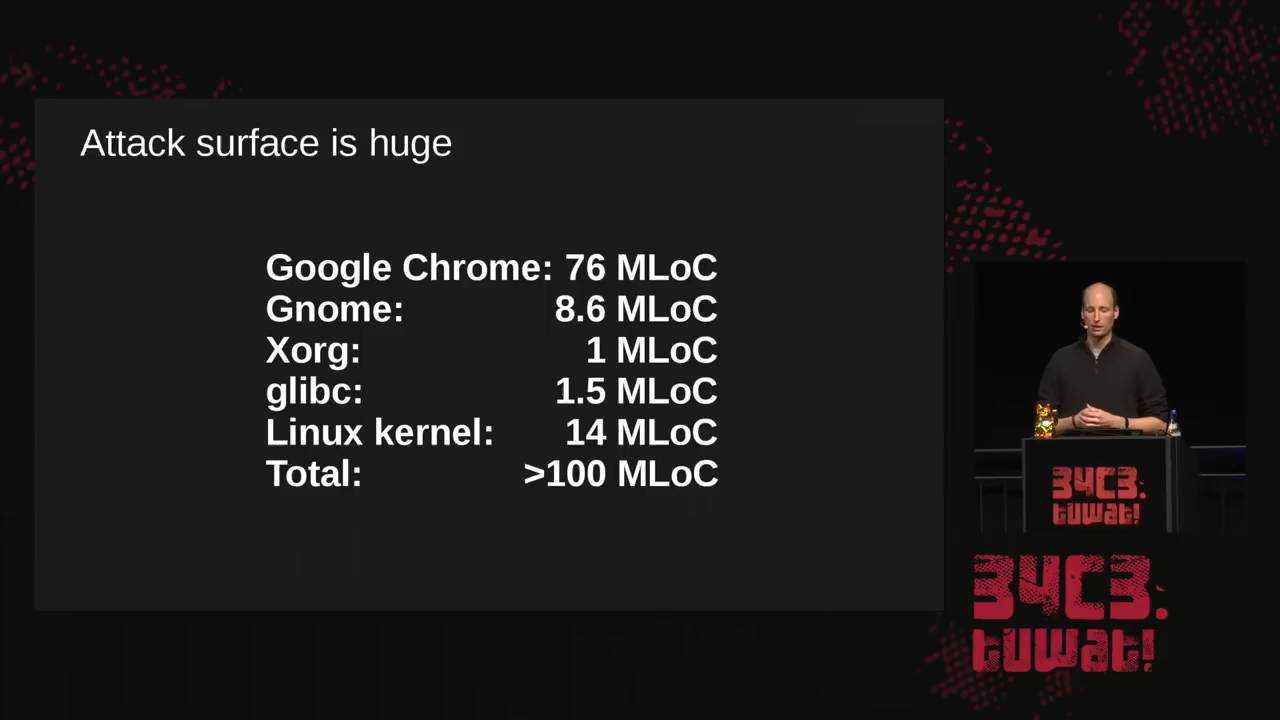 Attack surface is huge
Google Chrome: 76 MLoC
Gnome: 8.6 MLoC
Xorg: 1 MLoC
glibc: 1.5 MLoC
Linux kernel: 14 MLoC
Total: >100 MLoC
34C3.
tuwat!
34C3.
tuwat!